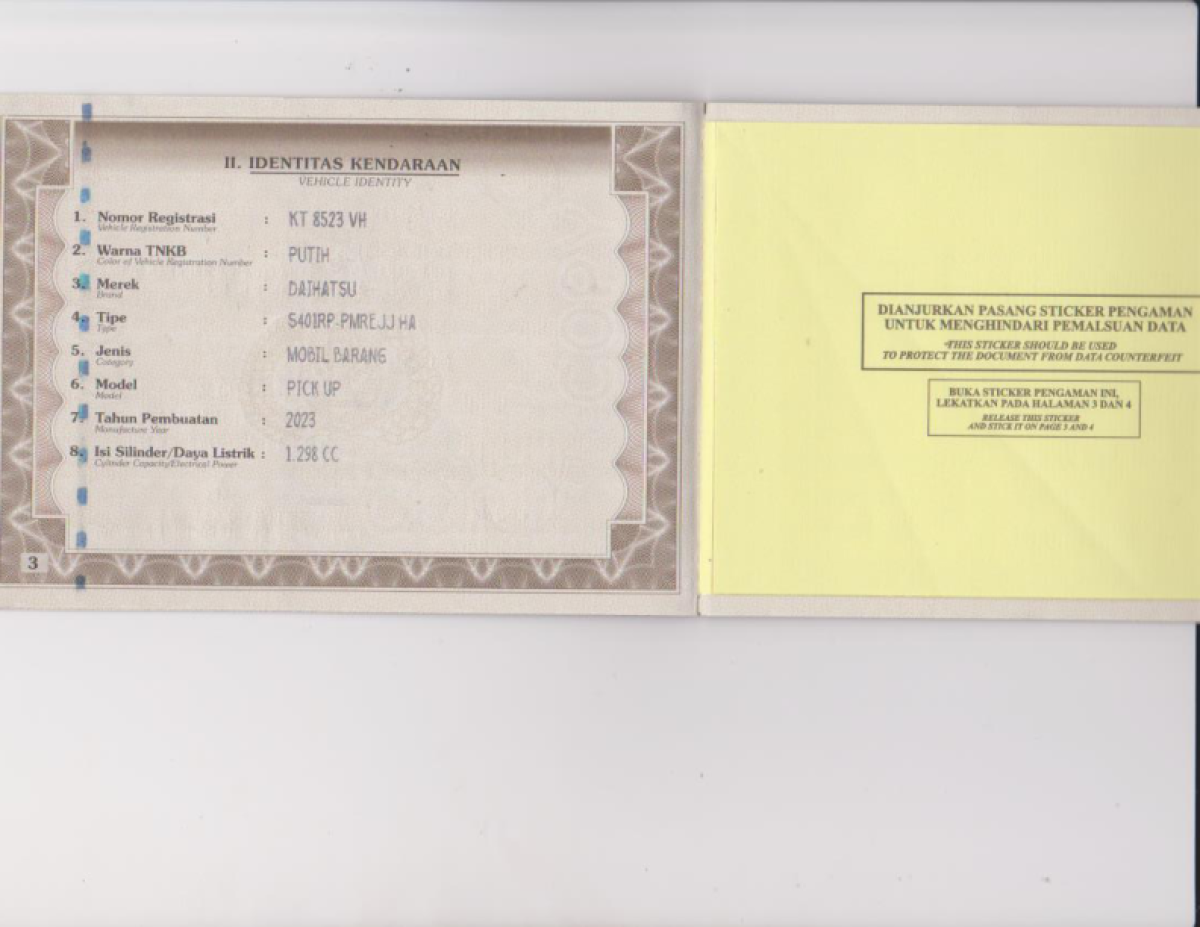 II. IDENTITAS KENDARAAN
VEHICLE IDENTITY
1. Nomor Registrasi : KT 8523 VH
Vehicle Registration Number
2. Warna TNKB : PUTIH
Color of Vehicle Registration Number
3. Merek : DAIHATSU
Brand
4. Tipe : S401RP-PMREJJ HA
Type
5. Jenis : MOBIL BARANG
Category
6. Model : PICK UP
Model
7. Tahun Pembuatan : 2023
Manufacture Year
8. Isi Silinder/Daya Listrik : 1.298 CC
Cylinder Capacity/Electrical Power
3
DIANJURKAN PASANG STICKER PENGAMAN
UNTUK MENGHINDARI PEMALSUAN DATA
THIS STICKER SHOULD BE USED
TO PROTECT THE DOCUMENT FROM DATA COUNTERFEIT
BUKA STICKER PENGAMAN INI,
LEKATKAN PADA HALAMAN 3 DAN 4
RELEASE THIS STICKER
AND STICK IT ON PAGE 3 AND 4